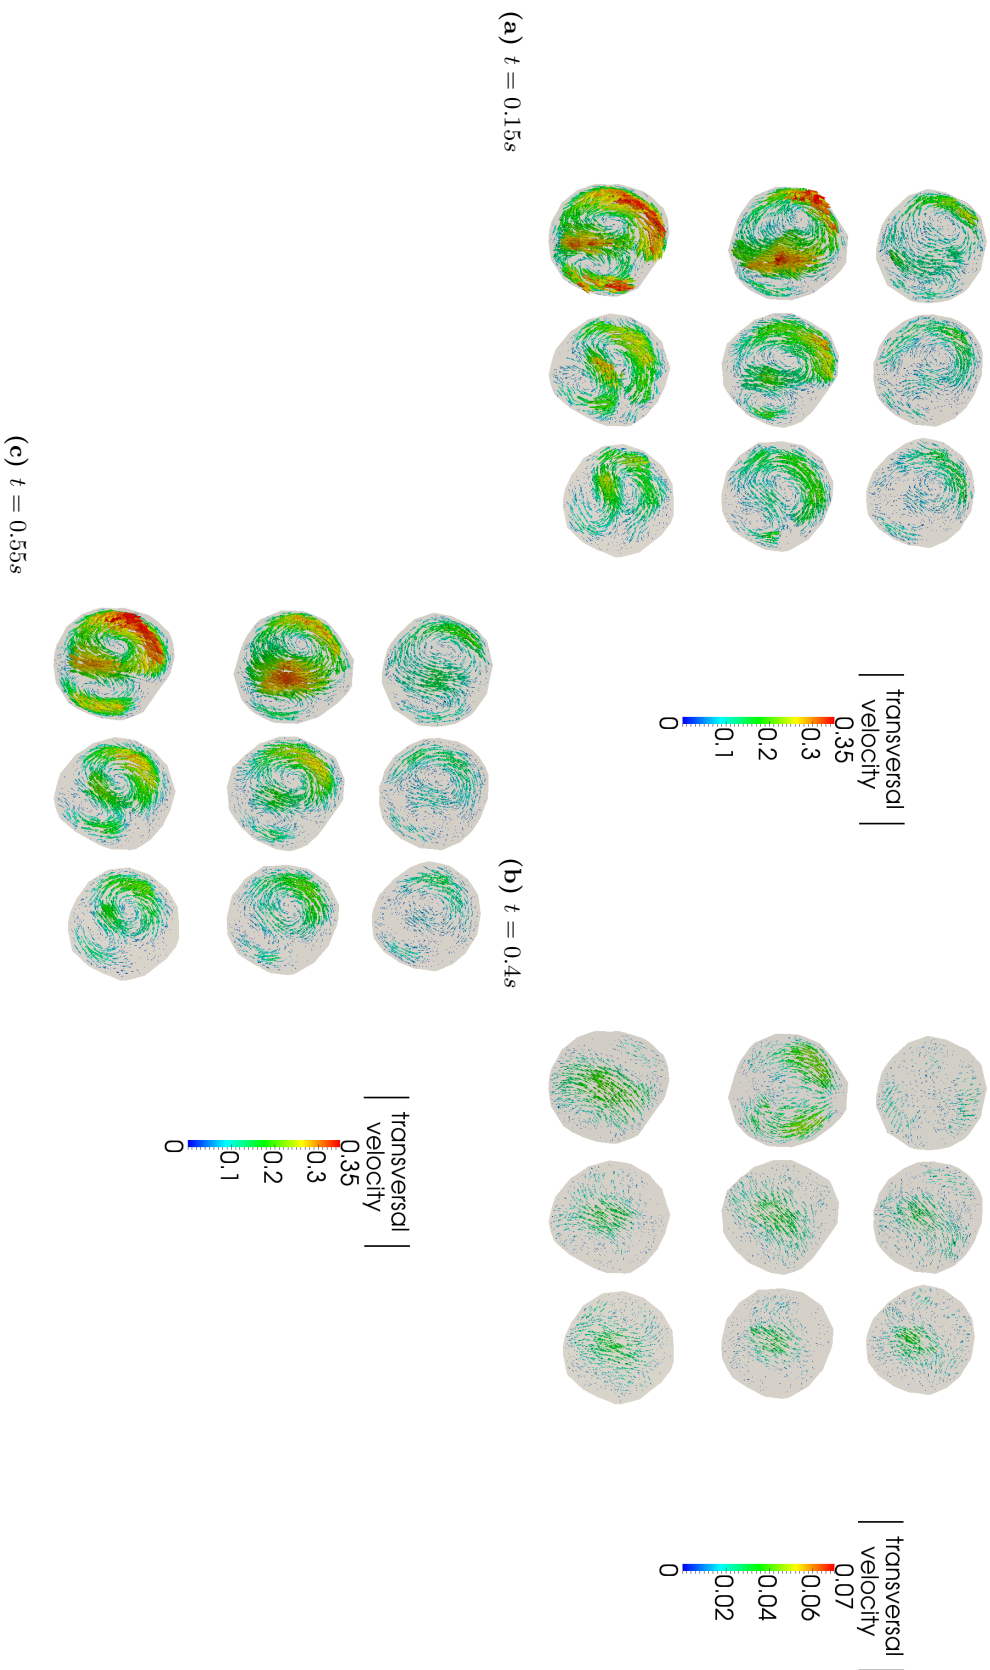 transversal
velocity
0.35
0.3
0.2
0.1
0
(a) t = 0.15s
transversal
velocity
0.07
0.06
0.04
0.02
0
(b) t = 0.4s
transversal
velocity
0.35
0.3
0.2
0.1
0
(c) t = 0.55s